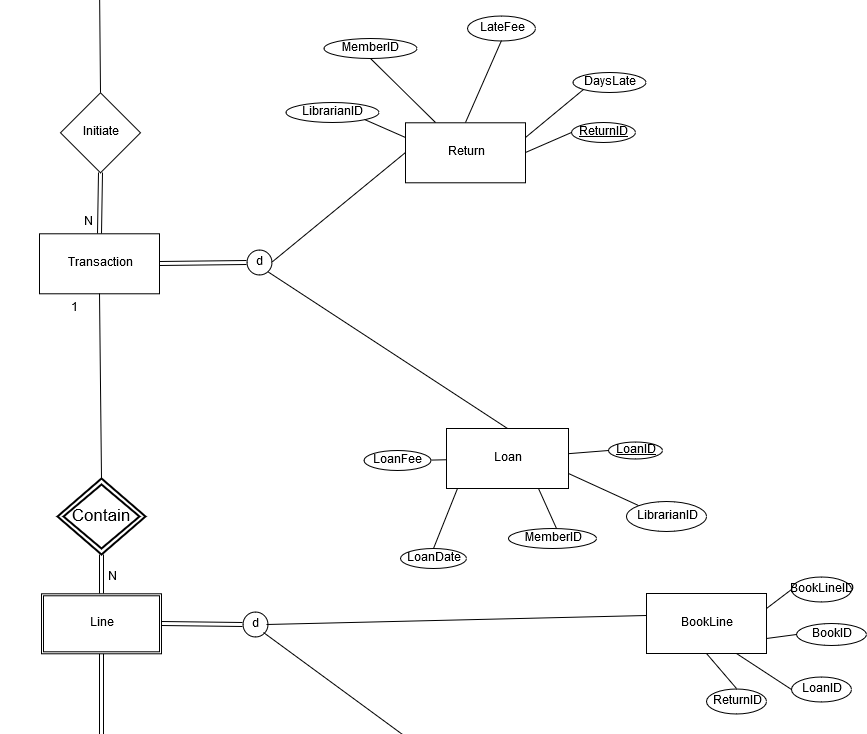 LateFee
MemberID
DaysLate
LibrarianID
Initiate
ReturnID
Return
N
Transaction
d
1
LoanID
Loan
LoanFee
Contain
LibrarianID
MemberID
LoanDate
N
BookLineID
Line
d
BookLine
BookID
LoanID
ReturnID